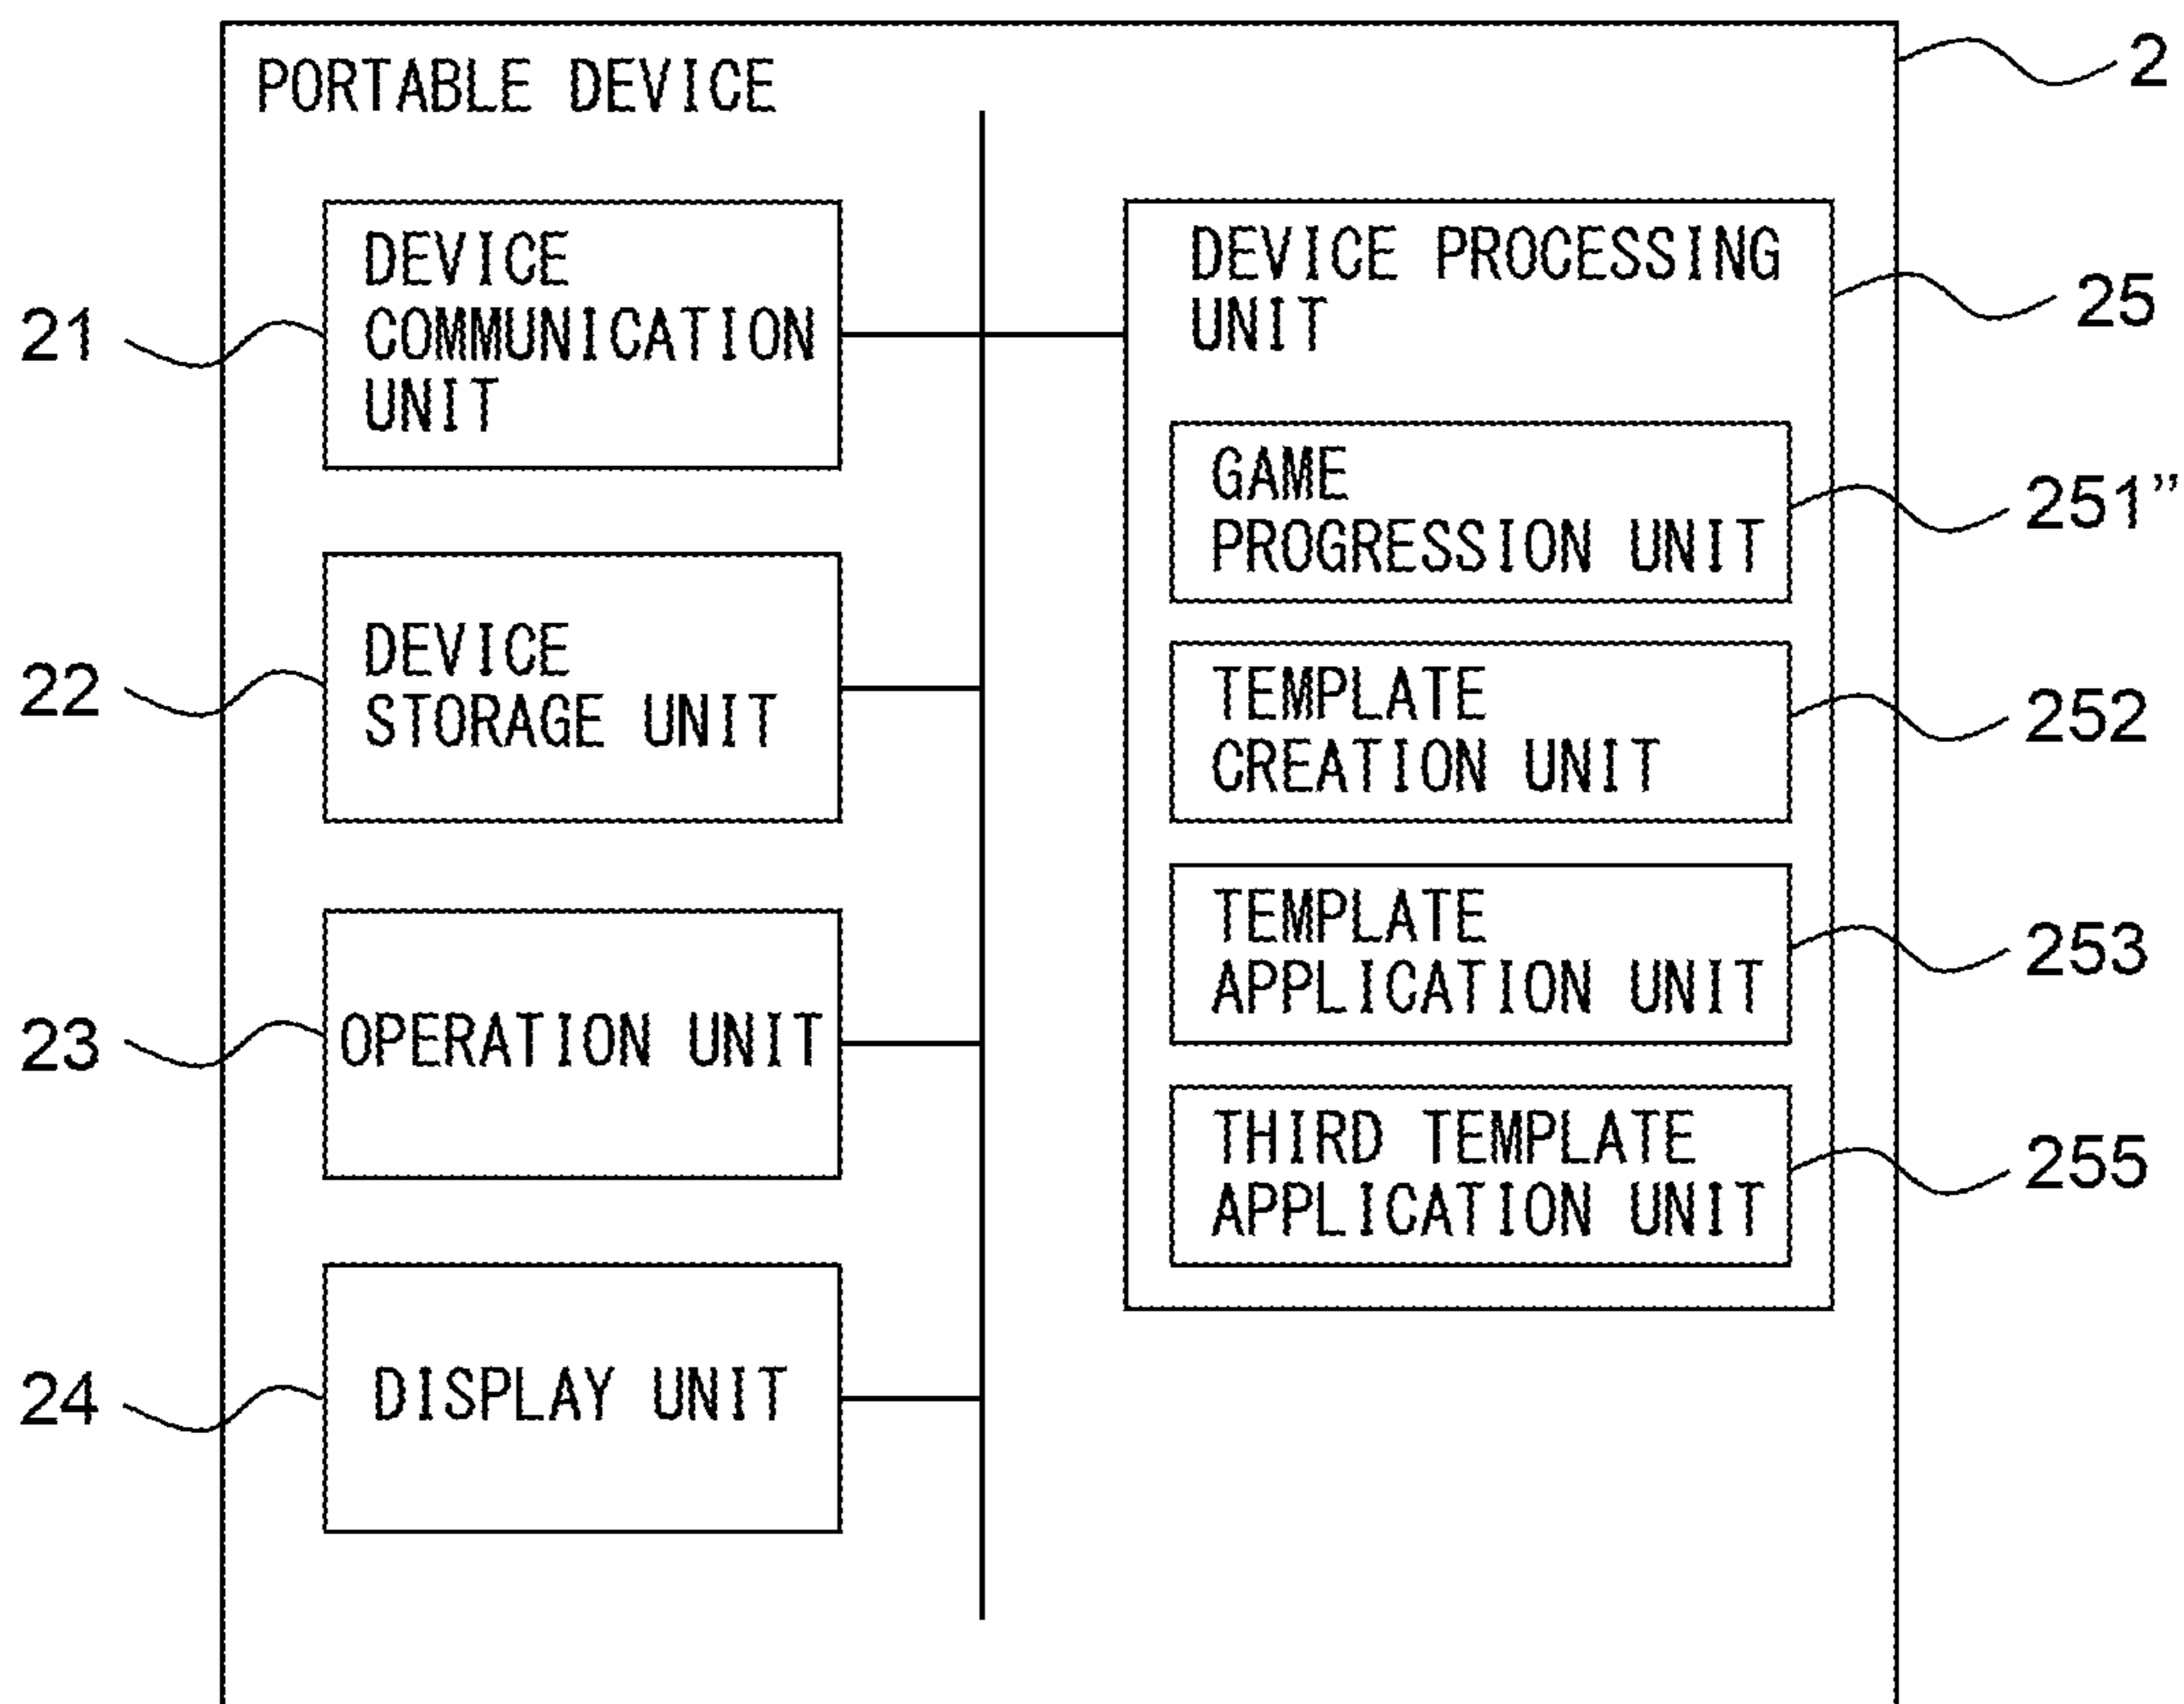 PORTABLE DEVICE
2
DEVICE
COMMUNICATION
UNIT
21
DEVICE
STORAGE UNIT
22
OPERATION UNIT
23
DISPLAY UNIT
24
DEVICE PROCESSING
UNIT
25
GAME
PROGRESSION UNIT
251”
TEMPLATE
CREATION UNIT
252
TEMPLATE
APPLICATION UNIT
253
THIRD TEMPLATE
APPLICATION UNIT
255